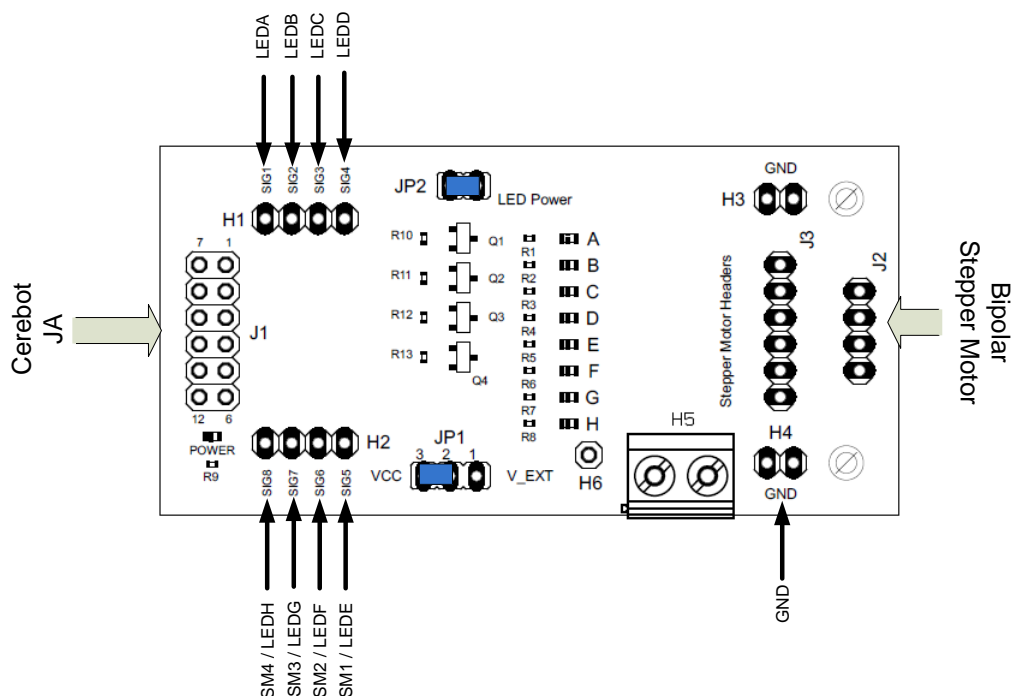 LEDA
LEDB
LEDC
LEDD
SIG1
SIG2
SIG3
SIG4
H1
JP2
LED Power
GND
H3
7 1
J1
12 6
POWER
R9
R10
R11
R12
R13
Q1
Q2
Q3
Q4
R1
R2
R3
R4
R5
R6
R7
R8
A
B
C
D
E
F
G
H
Stepper Motor Headers
J3
J2
Cerebot
JA
Bipolar
Stepper Motor
H2
JP1
3 2 1
VCC
V_EXT
H6
H5
H4
GND
SIG8
SIG7
SIG6
SIG5
SM4 / LEDH
SM3 / LEDG
SM2 / LEDF
SM1 / LEDE
GND